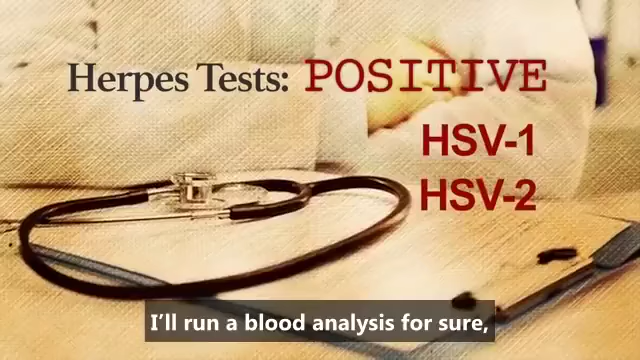 Herpes Tests: POSITIVE
HSV-1
HSV-2
I'll run a blood analysis for sure,